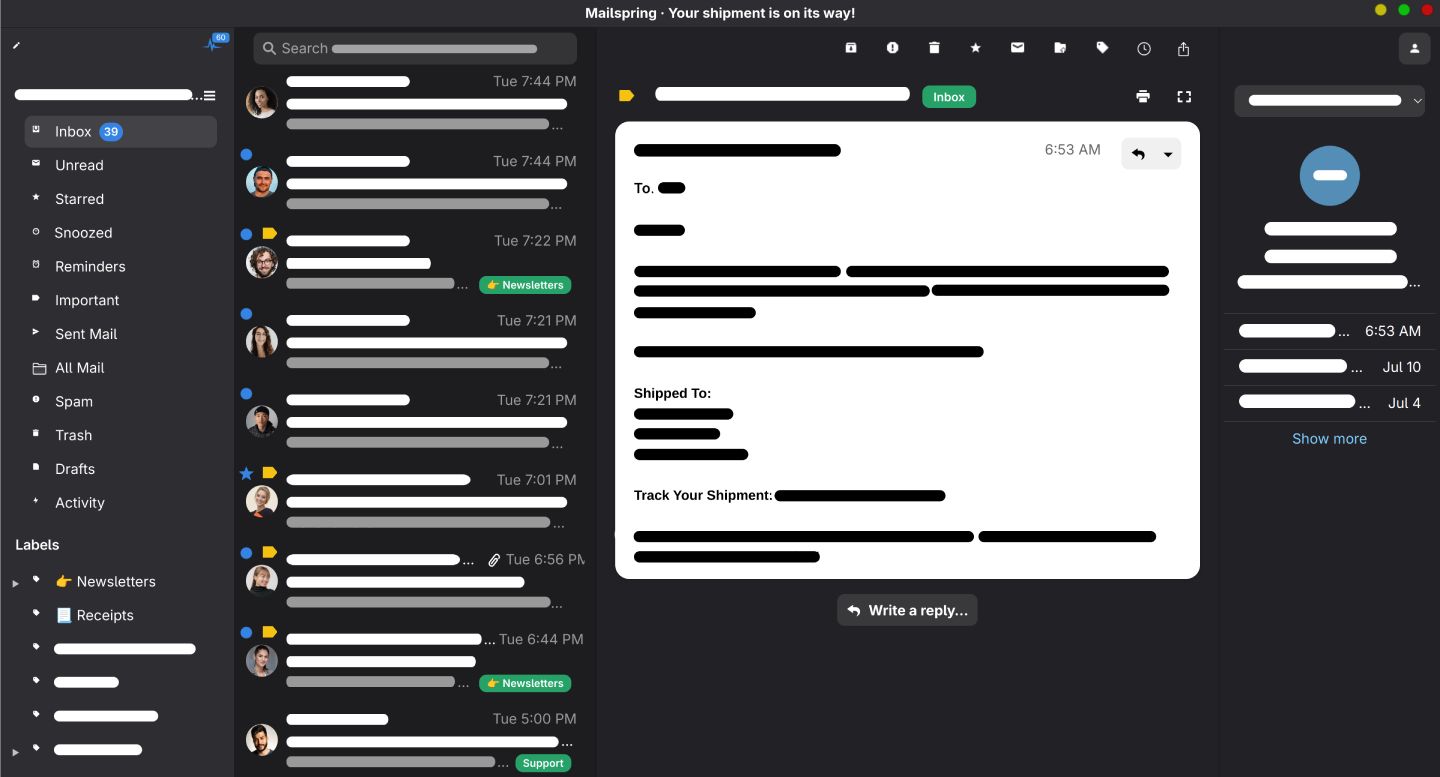 Mailspring · Your shipment is on its way!
60
...
Inbox 39
Unread
Starred
Snoozed
Reminders
Important
Sent Mail
All Mail
Spam
Trash
Drafts
Activity
Labels
👉 Newsletters
📃 Receipts
Search
Tue 7:44 PM
...
Tue 7:44 PM
...
Tue 7:22 PM
... 👉 Newsletters
Tue 7:21 PM
...
Tue 7:21 PM
...
Tue 7:01 PM
...
... Tue 6:56 PM
...
... Tue 6:44 PM
... 👉 Newsletters
Tue 5:00 PM
...
... Support
Inbox
6:53 AM
To.
Shipped To:
Track Your Shipment:
Write a reply...
...
... 6:53 AM
... Jul 10
... Jul 4
Show more